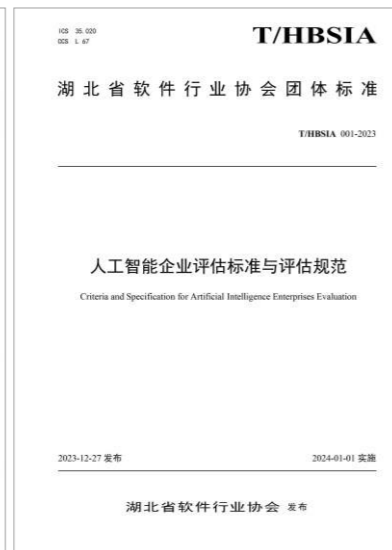 ICS 35.020
CCS L 67
T/HBSIA
湖北省软件行业协会团体标准
T/HBSIA 001-2023
人工智能企业评估标准与评估规范
Criteria and Specification for Artificial Intelligence Enterprises Evaluation
2023-12-27 发布
2024-01-01 实施
湖北省软件行业协会 发布